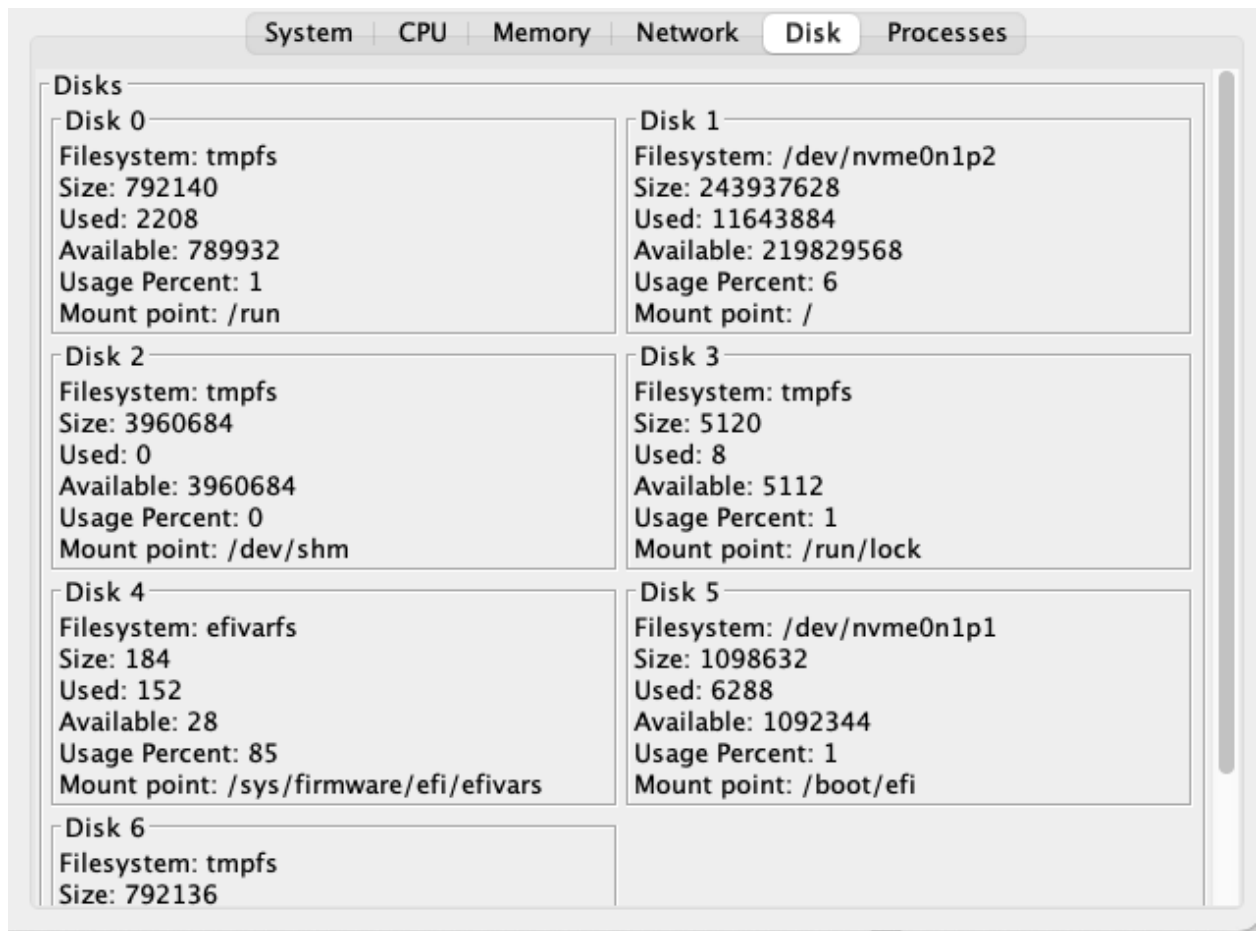 System CPU Memory Network Disk Processes
Disks
Disk 0
Filesystem: tmpfs
Size: 792140
Used: 2208
Available: 789932
Usage Percent: 1
Mount point: /run
Disk 1
Filesystem: /dev/nvme0n1p2
Size: 243937628
Used: 11643884
Available: 219829568
Usage Percent: 6
Mount point: /
Disk 2
Filesystem: tmpfs
Size: 3960684
Used: 0
Available: 3960684
Usage Percent: 0
Mount point: /dev/shm
Disk 3
Filesystem: tmpfs
Size: 5120
Used: 8
Available: 5112
Usage Percent: 1
Mount point: /run/lock
Disk 4
Filesystem: efivarfs
Size: 184
Used: 152
Available: 28
Usage Percent: 85
Mount point: /sys/firmware/efi/efivars
Disk 5
Filesystem: /dev/nvme0n1p1
Size: 1098632
Used: 6288
Available: 1092344
Usage Percent: 1
Mount point: /boot/efi
Disk 6
Filesystem: tmpfs
Size: 792136